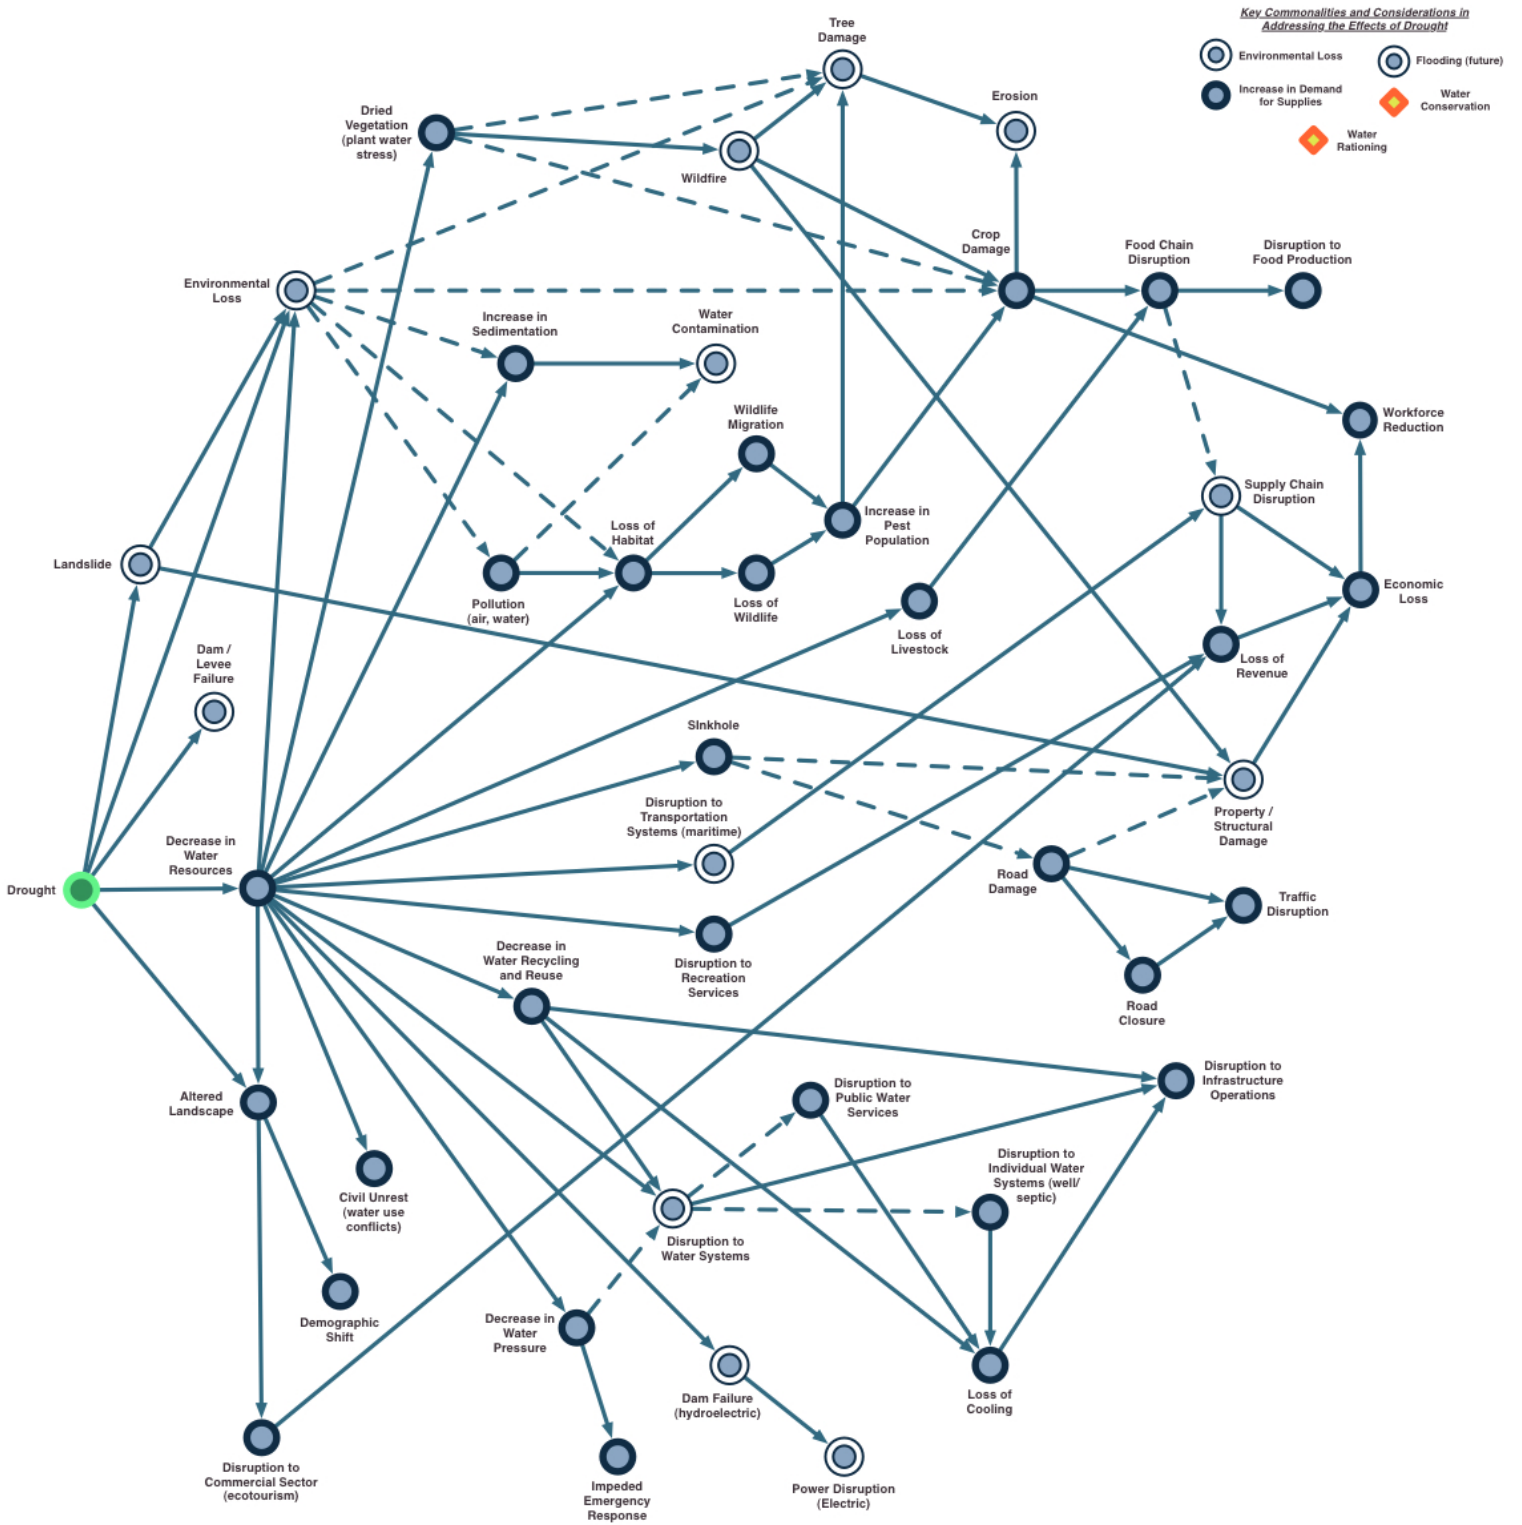 Key Commonalities and Considerations in
Addressing the Effects of Drought
Environmental Loss
Flooding (future)
Increase in Demand
for Supplies
Water
Conservation
Water
Rationing
Tree
Damage
Erosion
Dried
Vegetation
(plant water
stress)
Wildfire
Crop
Damage
Food Chain
Disruption
Disruption to
Food Production
Environmental
Loss
Increase in
Sedimentation
Water
Contamination
Wildlife
Migration
Workforce
Reduction
Supply Chain
Disruption
Increase in
Pest
Population
Loss of
Habitat
Landslide
Pollution
(air, water)
Loss of
Wildlife
Economic
Loss
Loss of
Livestock
Loss of
Revenue
Dam /
Levee
Failure
SInkhole
Disruption to
Transportation
Systems (maritime)
Property /
Structural
Damage
Decrease in
Water
Resources
Drought
Road
Damage
Traffic
Disruption
Decrease in
Water Recycling
and Reuse
Disruption to
Recreation
Services
Road
Closure
Disruption to
Infrastructure
Operations
Altered
Landscape
Disruption to
Public Water
Services
Disruption to
Individual Water
Systems (well/
septic)
Civil Unrest
(water use
conflicts)
Disruption to
Water Systems
Demographic
Shift
Decrease in
Water
Pressure
Dam Failure
(hydroelectric)
Loss of
Cooling
Disruption to
Commercial Sector
(ecotourism)
Impeded
Emergency
Response
Power Disruption
(Electric)